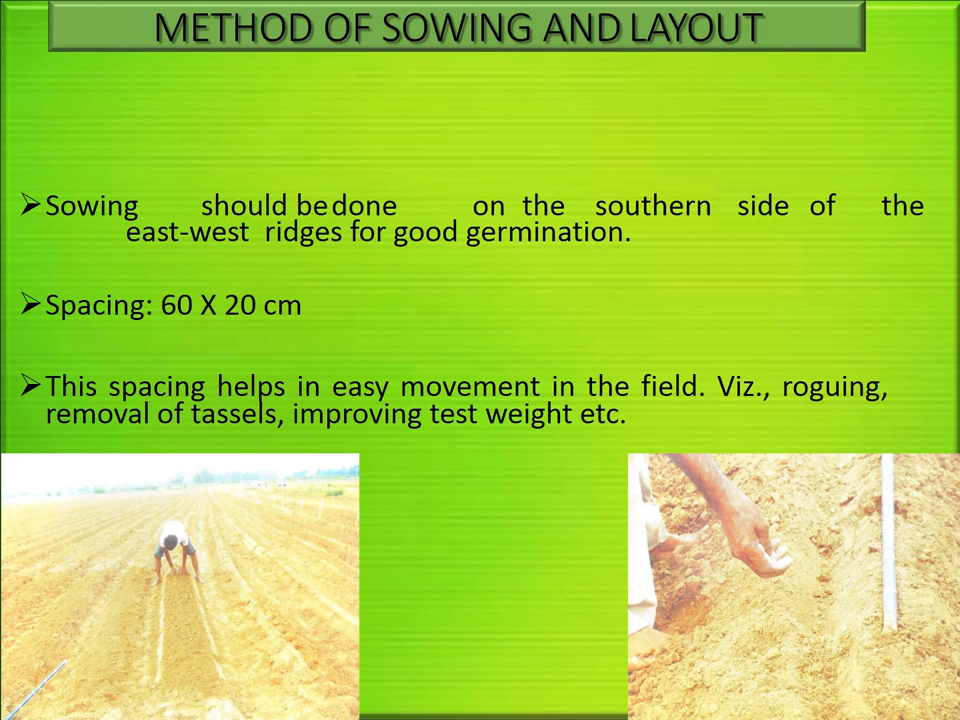 METHOD OF SOWING AND LAYOUT
➢Sowing should be done on the southern side of the
east-west ridges for good germination.
➢Spacing: 60 X 20 cm
➢This spacing helps in easy movement in the field. Viz., roguing,
removal of tassels, improving test weight etc.